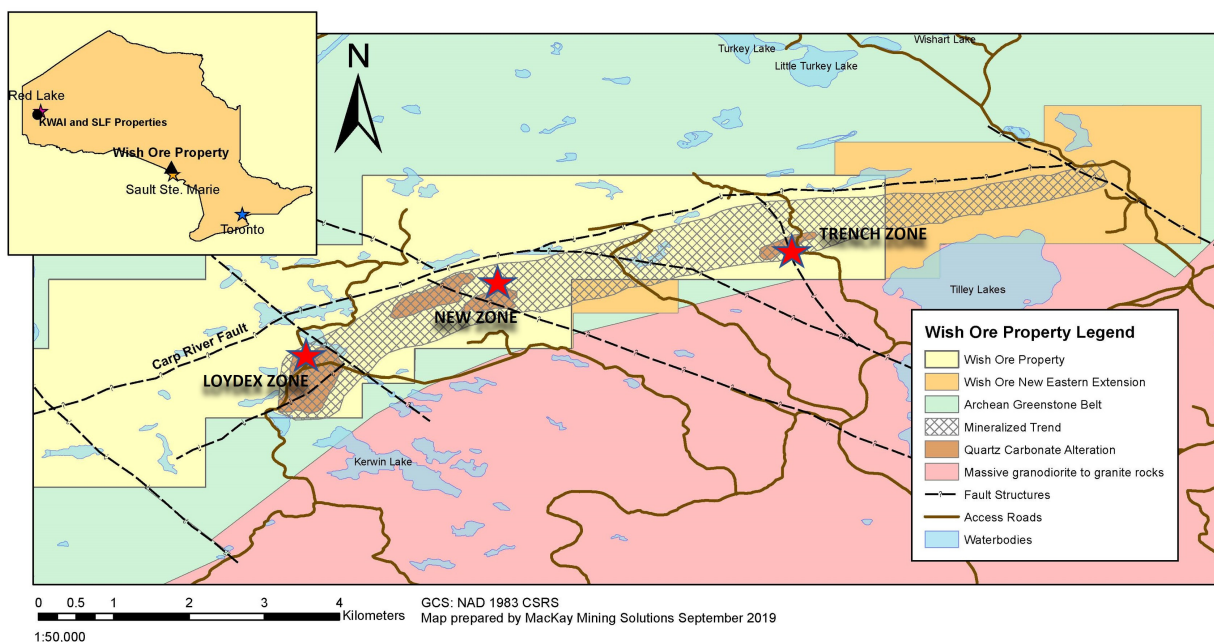 Red Lake
KWAI and SLF Properties
Wish Ore Property
Sault Ste. Marie
Toronto
N
Turkey Lake
Little Turkey Lake
Wishart Lake
TRENCH ZONE
Tilley Lakes
NEW ZONE
Carp River Fault
LOYDEX ZONE
Kerwin Lake
Wish Ore Property Legend
Wish Ore Property
Wish Ore New Eastern Extension
Archean Greenstone Belt
Mineralized Trend
Quartz Carbonate Alteration
Massive granodiorite to granite rocks
Fault Structures
Access Roads
Waterbodies
0 0.5 1 2 3 4
Kilometers
1:50.000
GCS: NAD 1983 CSRS
Map prepared by MacKay Mining Solutions September 2019